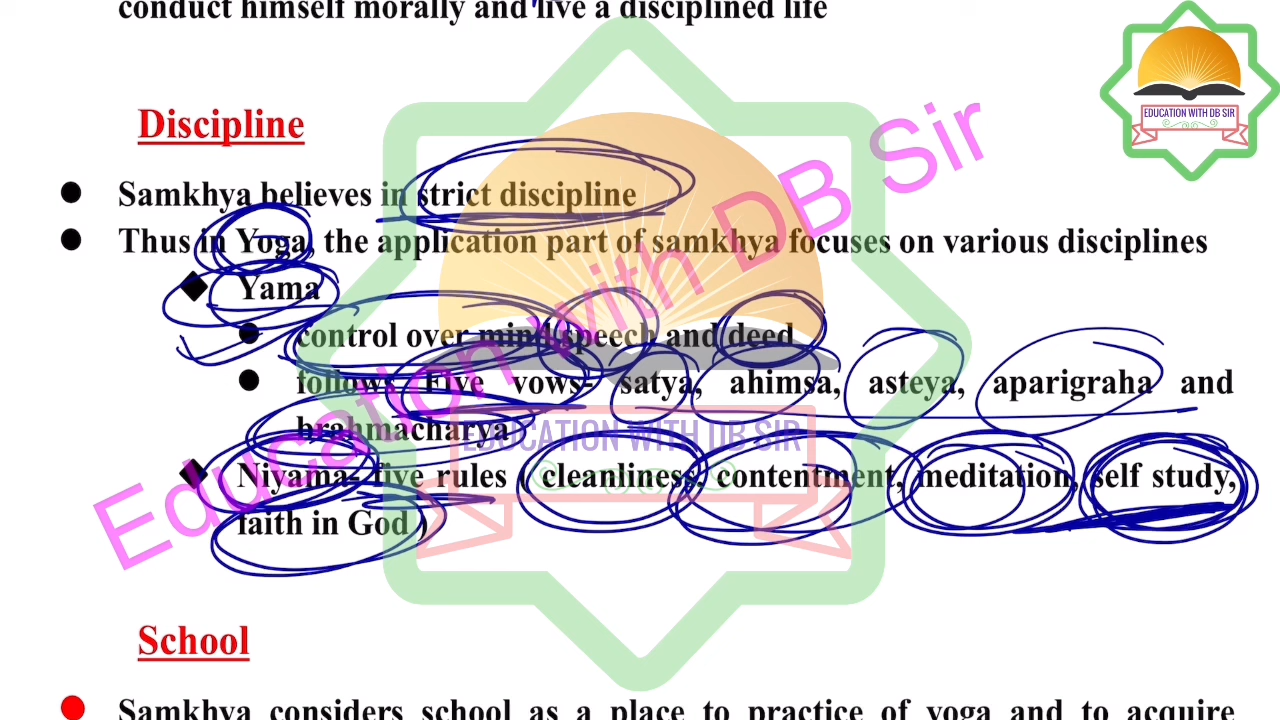 conduct himself morally and live a disciplined life
EDUCATION WITH DB SIR
Discipline
Samkhya believes in strict discipline
Thus in Yoga, the application part of samkhya focuses on various disciplines
Yama
control over mind, speech and deed
follows Five vows- satya, ahimsa, asteya, aparigraha and
brahmacharya
Niyama- five rules ( cleanliness, contentment, meditation, self study,
faith in God )
Education with DB Sir
EDUCATION WITH DB SIR
School
Samkhya considers school as a place to practice of yoga and to acquire